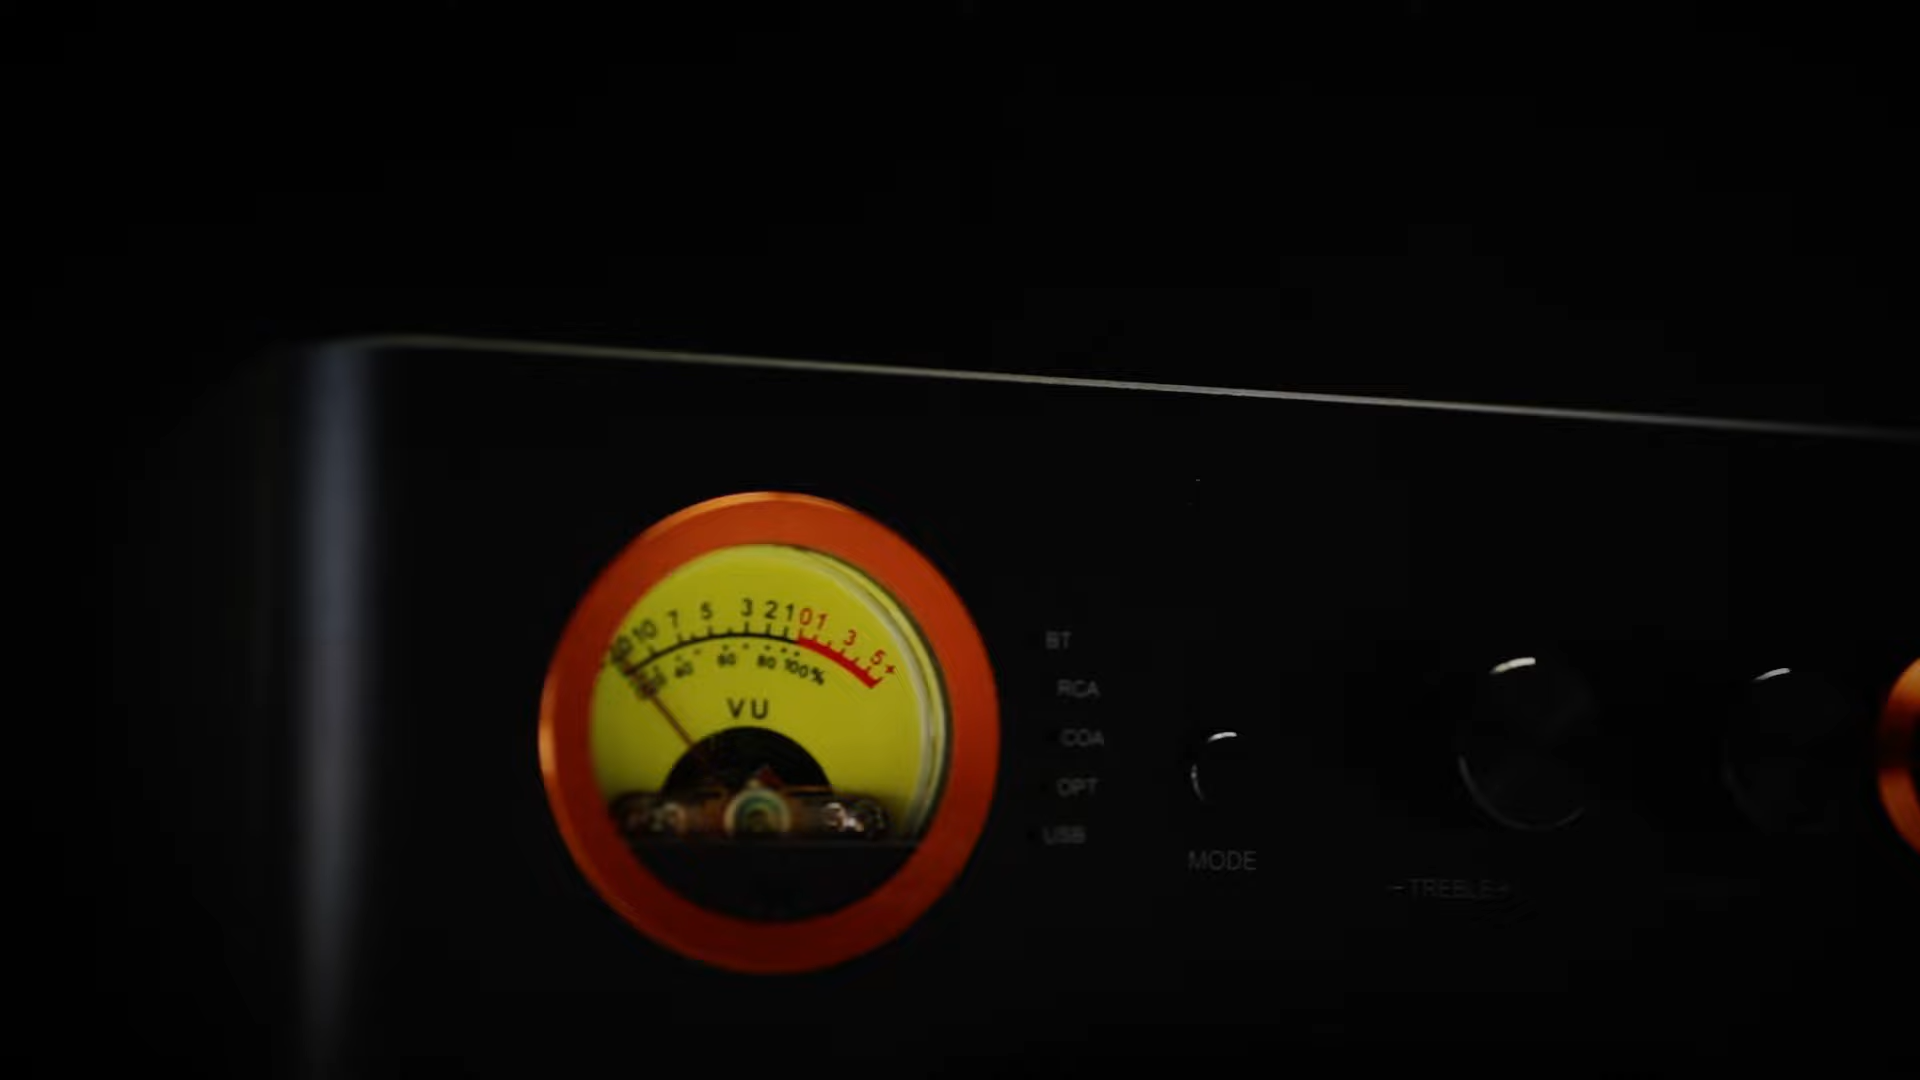 20 10 7 5 3 2 1 0 1 3 5 +
40 60 80 100%
VU
BT
RCA
COA
OPT
USB
MODE
- TREBLE +